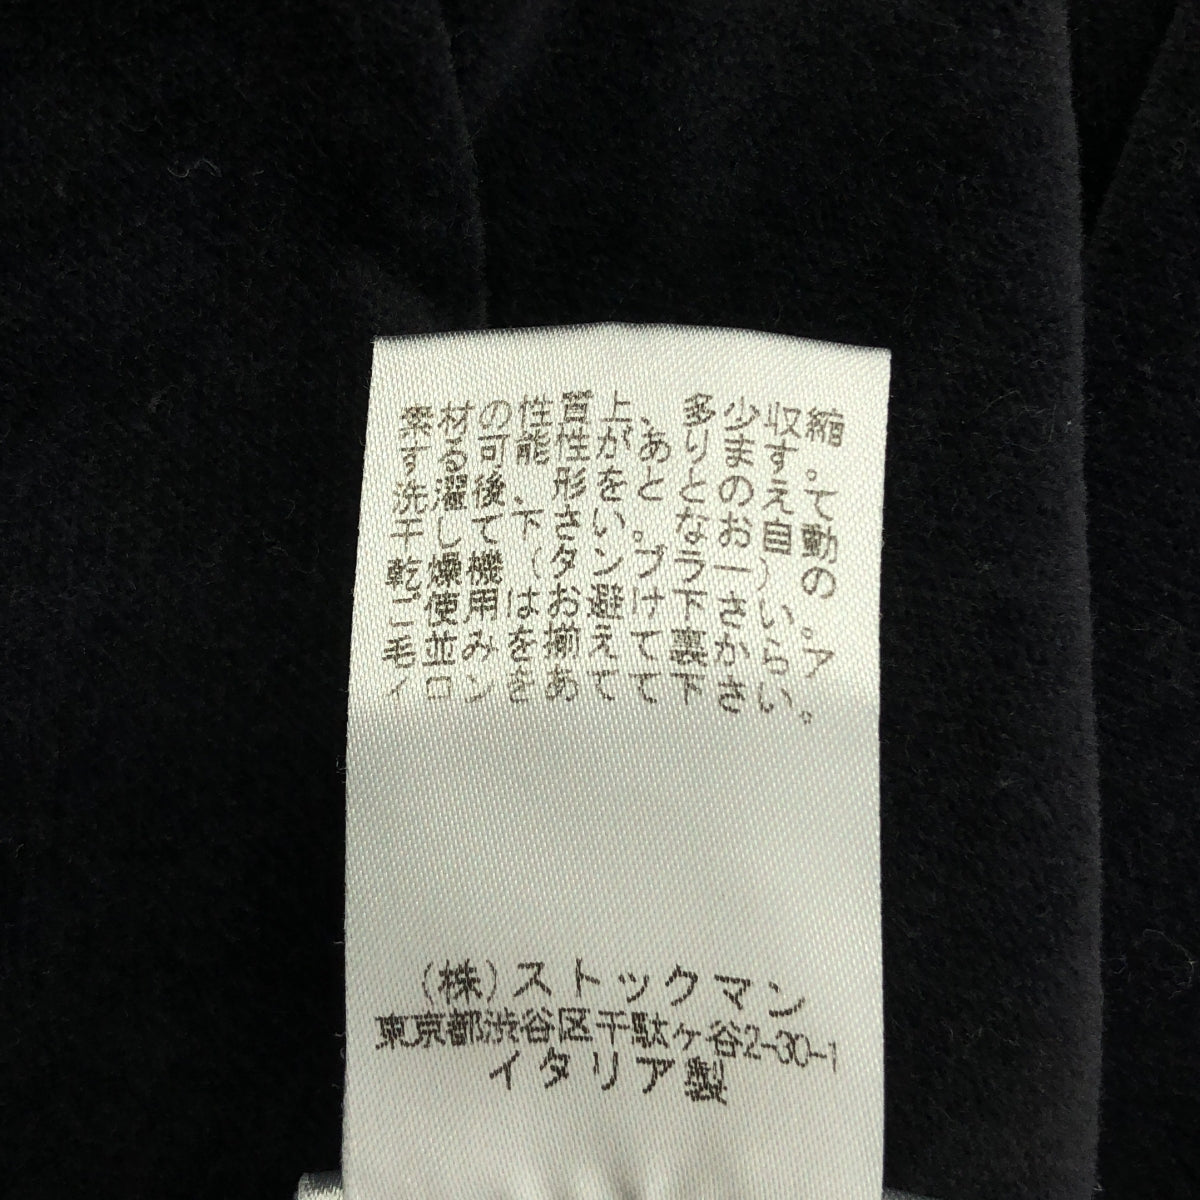 素材の性質上、多少収縮
する可能性があります。
洗濯後、形をととのえて
干して下さい。なお自動
乾燥機(タンブラー)の
ご使用はお避け下さい。
毛並みを揃えて裏からア
イロンをあてて下さい。
(株)ストックマン
東京都渋谷区千駄ヶ谷2-30-1
イタリア製